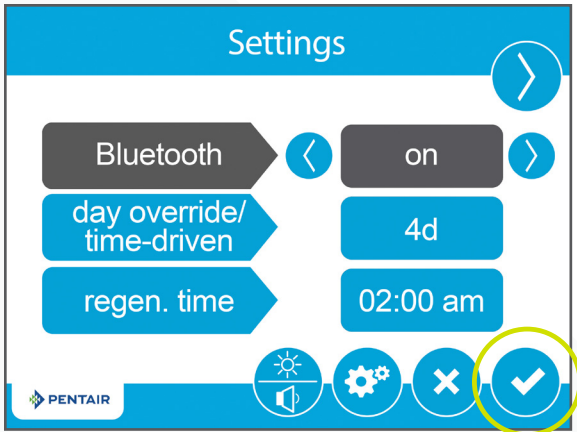 Settings
Bluetooth
on
day override/
time-driven
4d
regen. time
02:00 am
PENTAIR